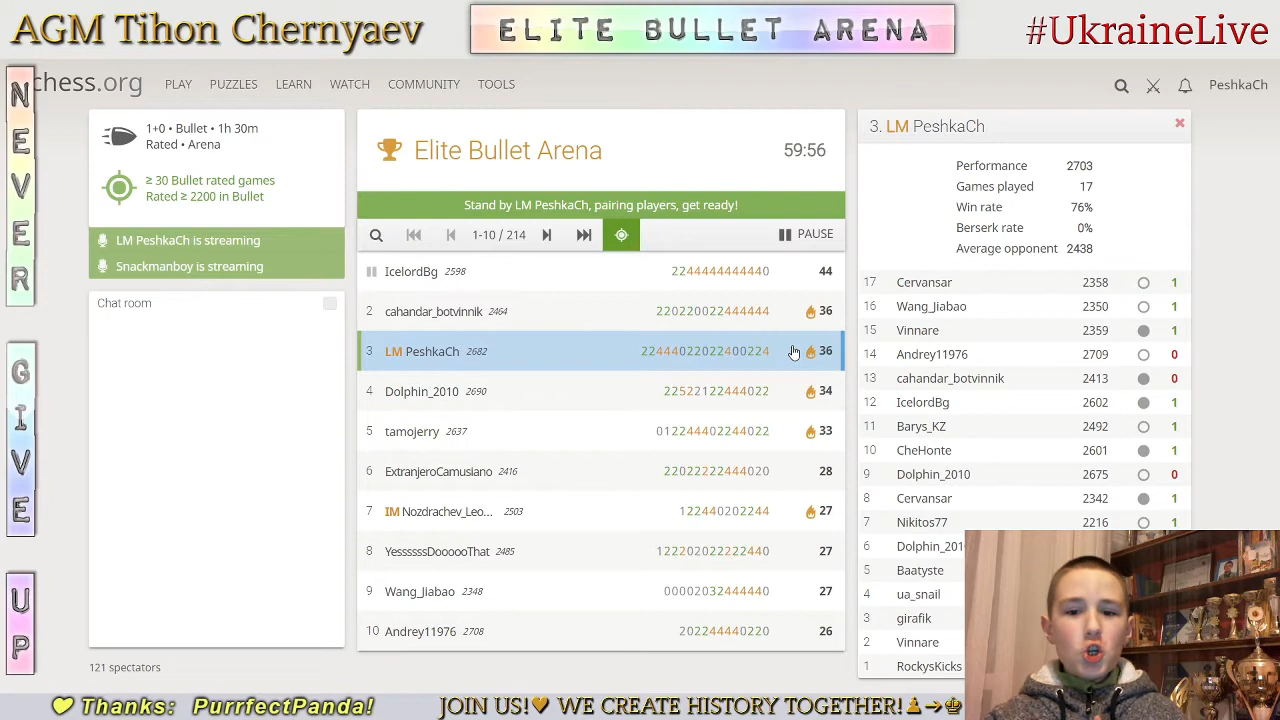 AGM Tihon Chernyaev
ELITE BULLET ARENA
#UkraineLive
NEVER
GIVE
UP
chess.org PLAY PUZZLES LEARN WATCH COMMUNITY TOOLS PeshkaCh
1+0 • Bullet • 1h 30m
Rated • Arena
≥ 30 Bullet rated games
Rated ≥ 2200 in Bullet
LM PeshkaCh is streaming
Snackmanboy is streaming
Chat room
121 spectators
Elite Bullet Arena 59:56
Stand by LM PeshkaCh, pairing players, get ready!
1-10 / 214 PAUSE
IcelordBg 2598 224444444440 44
2 cahandar_botvinnik 2464 220220022444444 36
3 LM PeshkaCh 2682 22444022022400224 36
4 Dolphin_2010 2690 22522122444022 34
5 tamojerry 2637 01224440224402 2 33
6 ExtranjeroCamusiano 2416 22022222444020 28
7 IM Nozdrachev_Leo... 2503 122440202244 27
8 YessssssDooooThat 2485 12220202222440 27
9 Wang_Jiabao 2348 00002032444440 27
10 Andrey11976 2708 202244440220 26
3. LM PeshkaCh
Performance 2703
Games played 17
Win rate 76%
Berserk rate 0%
Average opponent 2438
17 Cervansar 2358 1
16 Wang_Jiabao 2350 1
15 Vinnare 2359 1
14 Andrey11976 2709 0
13 cahandar_botvinnik 2413 0
12 IcelordBg 2602 1
11 Barys_KZ 2492 1
10 CheHonte 2601 1
9 Dolphin_2010 2675 0
8 Cervansar 2342 1
7 Nikitos77 2216 1
6 Dolphin_201
5 Baatyste
4 ua_snail
3 girafik
2 Vinnare
1 RockysKicks
Thanks: PurrfectPanda!
JOIN US! WE CREATE HISTORY TOGETHER!